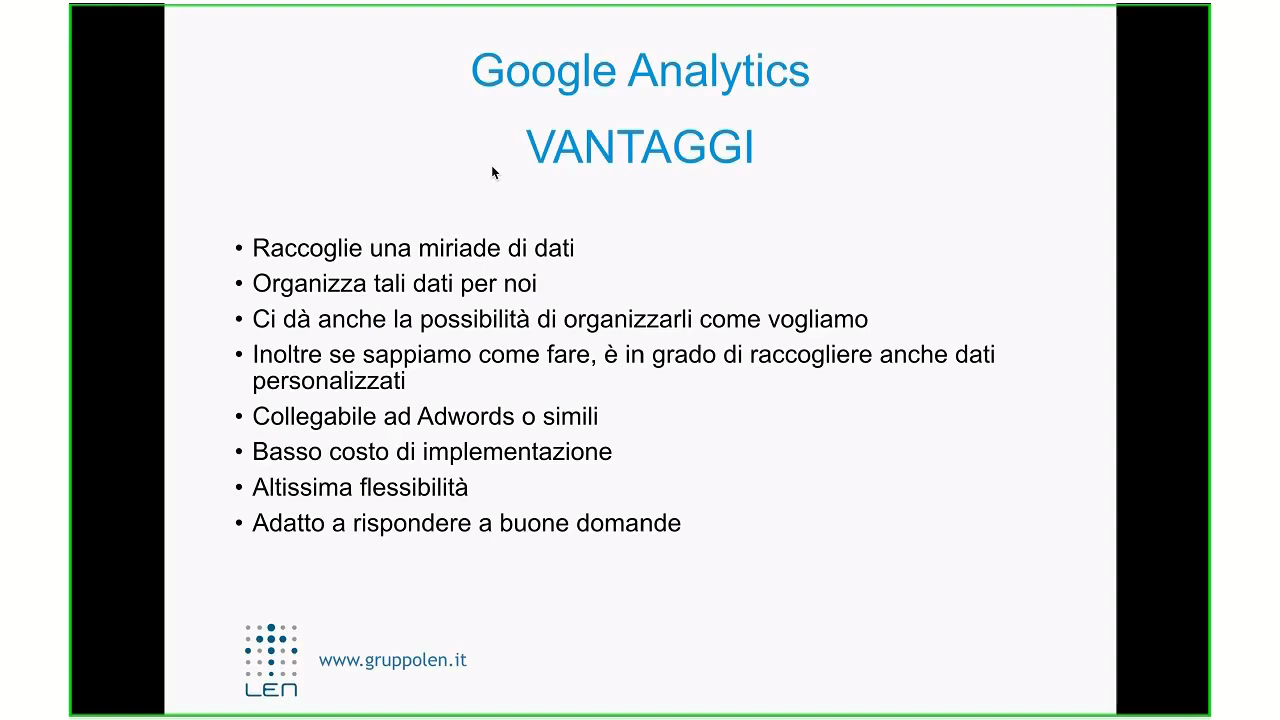 Google Analytics
VANTAGGI
• Raccoglie una miriade di dati
• Organizza tali dati per noi
• Ci dà anche la possibilità di organizzarli come vogliamo
• Inoltre se sappiamo come fare, è in grado di raccogliere anche dati
personalizzati
• Collegabile ad Adwords o simili
• Basso costo di implementazione
• Altissima flessibilità
• Adatto a rispondere a buone domande
www.gruppolen.it
LEN